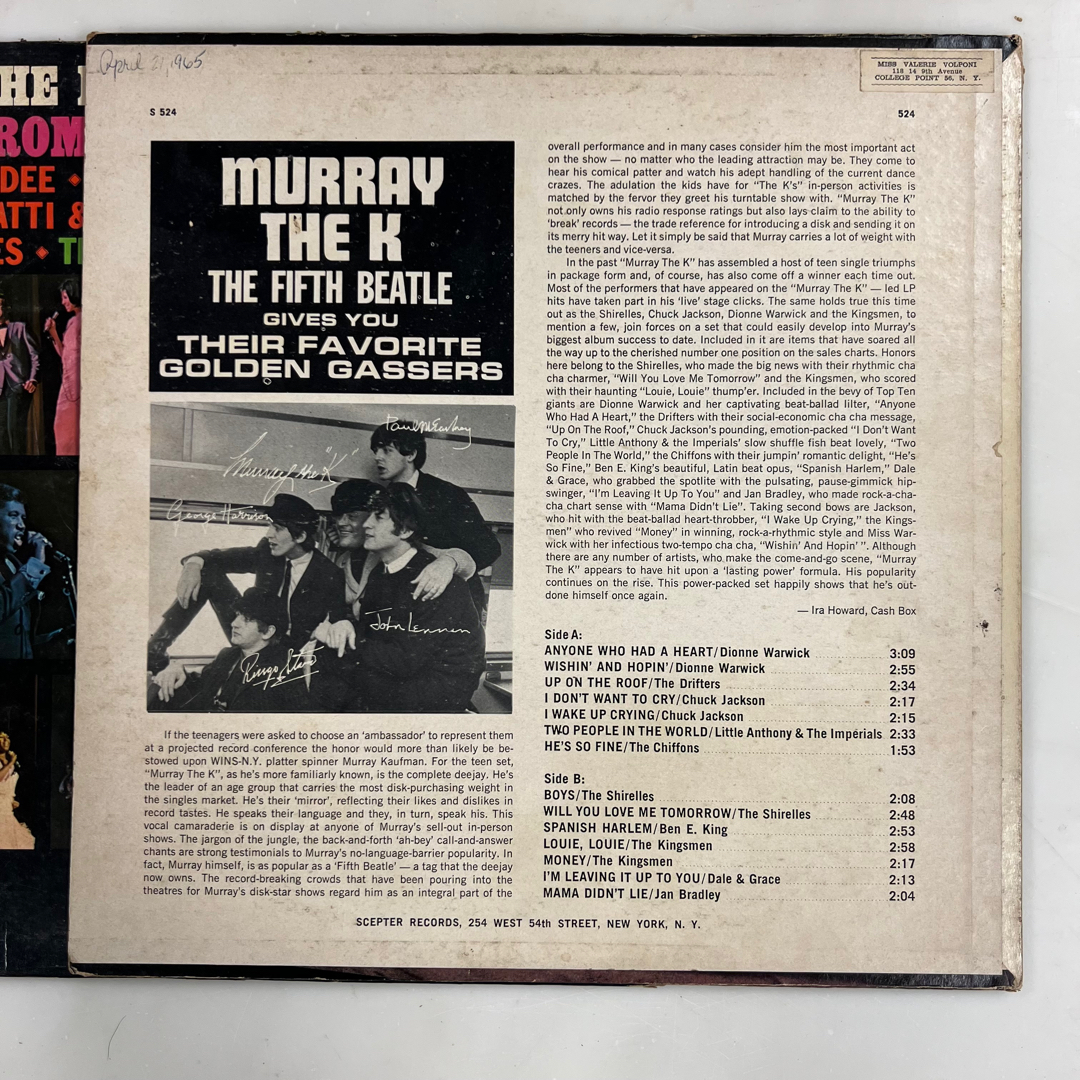 HE
ROM
DEE •
ATTI &
ES • T
April 21, 1965
MISS VALERIE VOLPONI
118 14 9th Avenue
COLLEGE POINT 56, N. Y.
S 524
524
MURRAY
THE K
THE FIFTH BEATLE
GIVES YOU
THEIR FAVORITE
GOLDEN GASSERS
Paul McCartney
Murray the "K"
George Harrison
John Lennon
Ringo Starr
If the teenagers were asked to choose an ‘ambassador’ to represent them
at a projected record conference the honor would more than likely be be-
stowed upon WINS-N.Y. platter spinner Murray Kaufman. For the teen set,
“Murray The K”, as he’s more familiarly known, is the complete deejay. He’s
the leader of an age group that carries the most disk-purchasing weight in
the singles market. He’s their ‘mirror’, reflecting their likes and dislikes in
record tastes. He speaks their language and they, in turn, speak his. This
vocal camaraderie is on display at anyone of Murray’s sell-out in-person
shows. The jargon of the jungle, the back-and-forth ‘ah-bey’ call-and-answer
chants are strong testimonials to Murray’s no-language-barrier popularity. In
fact, Murray himself, is as popular as a ‘Fifth Beatle’ — a tag that the deejay
now owns. The record-breaking crowds that have been pouring into the
theatres for Murray’s disk-star shows regard him as an integral part of the
overall performance and in many cases consider him the most important act
on the show — no matter who the leading attraction may be. They come to
hear his comical patter and watch his adept handling of the current dance
crazes. The adulation the kids have for “The K’s” in-person activities is
matched by the fervor they greet his turntable show with. “Murray The K”
not only owns his radio response ratings but also lays claim to the ability to
‘break’ records — the trade reference for introducing a disk and sending it on
its merry hit way. Let it simply be said that Murray carries a lot of weight with
the teeners and vice-versa.
In the past “Murray The K” has assembled a host of teen single triumphs
in package form and, of course, has also come off a winner each time out.
Most of the performers that have appeared on the “Murray The K” — led LP
hits have taken part in his ‘live’ stage clicks. The same holds true this time
out as the Shirelles, Chuck Jackson, Dionne Warwick and the Kingsmen, to
mention a few, join forces on a set that could easily develop into Murray’s
biggest album success to date. Included in it are items that have soared all
the way up to the cherished number one position on the sales charts. Honors
here belong to the Shirelles, who made the big news with their rhythmic cha
cha charmer, “Will You Love Me Tomorrow” and the Kingsmen, who scored
with their haunting “Louie, Louie” thump’er. Included in the bevy of Top Ten
giants are Dionne Warwick and her captivating beat-ballad lilter, “Anyone
Who Had A Heart,” the Drifters with their social-economic cha cha message,
“Up On The Roof,” Chuck Jackson’s pounding, emotion-packed “I Don’t Want
To Cry,” Little Anthony & the Imperials’ slow shuffle fish beat lovely, “Two
People In The World,” the Chiffons with their jumpin’ romantic delight, “He’s
So Fine,” Ben E. King’s beautiful, Latin beat opus, “Spanish Harlem,” Dale
& Grace, who grabbed the spotlite with the pulsating, pause-gimmick hip-
swinger, “I’m Leaving It Up To You” and Jan Bradley, who made rock-a-cha-
cha chart sense with “Mama Didn’t Lie”. Taking second bows are Jackson,
who hit with the beat-ballad heart-throbber, “I Wake Up Crying,” the Kings-
men” who revived “Money” in winning, rock-a-rhythmic style and Miss War-
wick with her infectious two-tempo cha cha, “Wishin’ And Hopin’ ”. Although
there are any number of artists, who make the come-and-go scene, “Murray
The K” appears to have hit upon a ‘lasting power’ formula. His popularity
continues on the rise. This power-packed set happily shows that he’s out-
done himself once again.
— Ira Howard, Cash Box
Side A:
ANYONE WHO HAD A HEART/Dionne Warwick 3:09
WISHIN’ AND HOPIN’/Dionne Warwick 2:55
UP ON THE ROOF/The Drifters 2:34
I DON’T WANT TO CRY/Chuck Jackson 2:17
I WAKE UP CRYING/Chuck Jackson 2:15
TWO PEOPLE IN THE WORLD/Little Anthony & The Imperials 2:33
HE’S SO FINE/The Chiffons 1:53
Side B:
BOYS/The Shirelles 2:08
WILL YOU LOVE ME TOMORROW/The Shirelles 2:48
SPANISH HARLEM/Ben E. King 2:53
LOUIE, LOUIE/The Kingsmen 2:58
MONEY/The Kingsmen 2:17
I’M LEAVING IT UP TO YOU/Dale & Grace 2:13
MAMA DIDN’T LIE/Jan Bradley 2:04
SCEPTER RECORDS, 254 WEST 54th STREET, NEW YORK, N. Y.